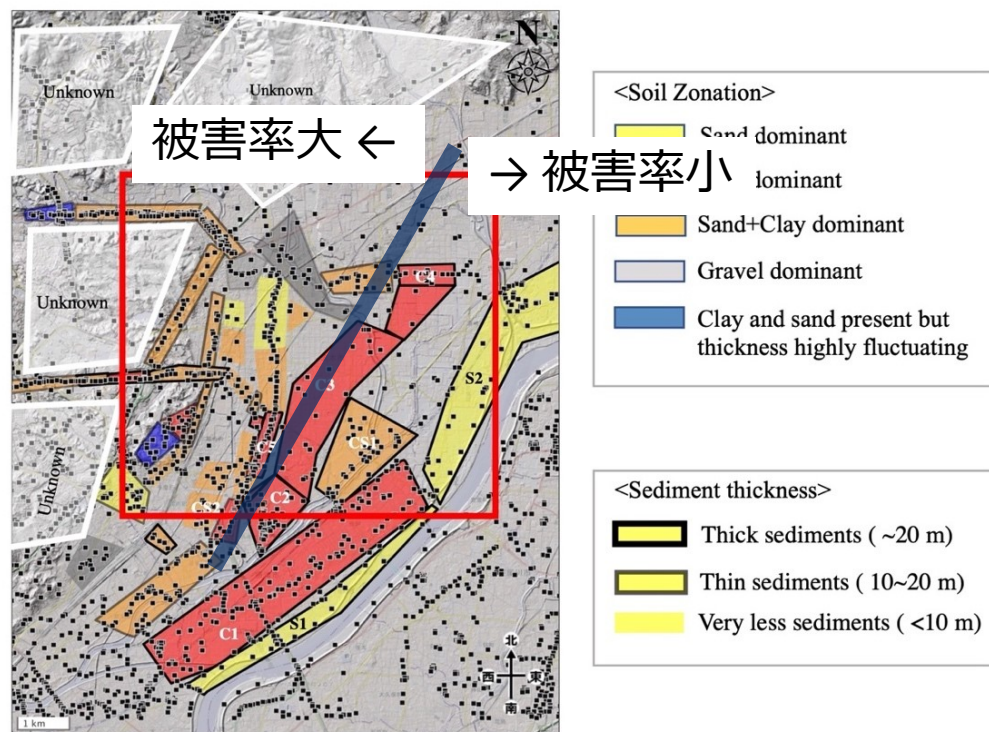 N
Unknown
Unknown
被害率大 ←
→ 被害率小
<Soil Zonation>
Sand dominant
dominant
Sand+Clay dominant
Gravel dominant
Clay and sand present but
thickness highly fluctuating
Unknown
C4
C3
S2
CS1
C5
Unknown
C2
CS2
<Sediment thickness>
Thick sediments ( ~20 m)
Thin sediments ( 10~20 m)
Very less sediments ( <10 m)
S1
C1
北
西 東
南
1 km